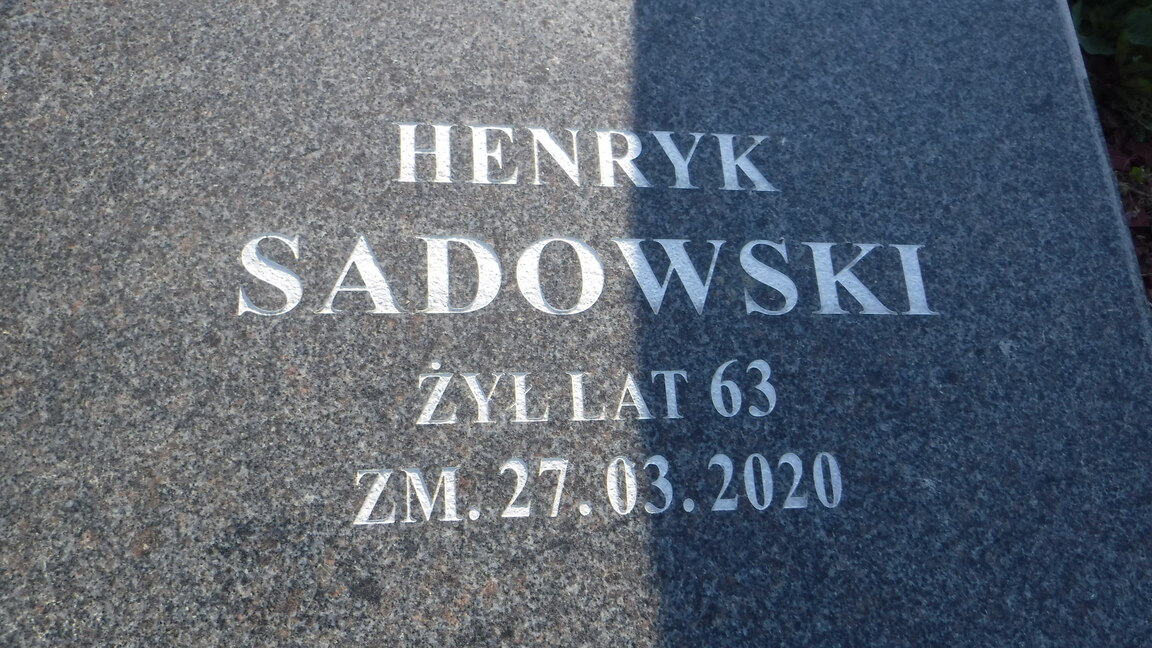 HENRYK
SADOWSKI
ŻYŁ LAT 63
ZM. 27.03.2020